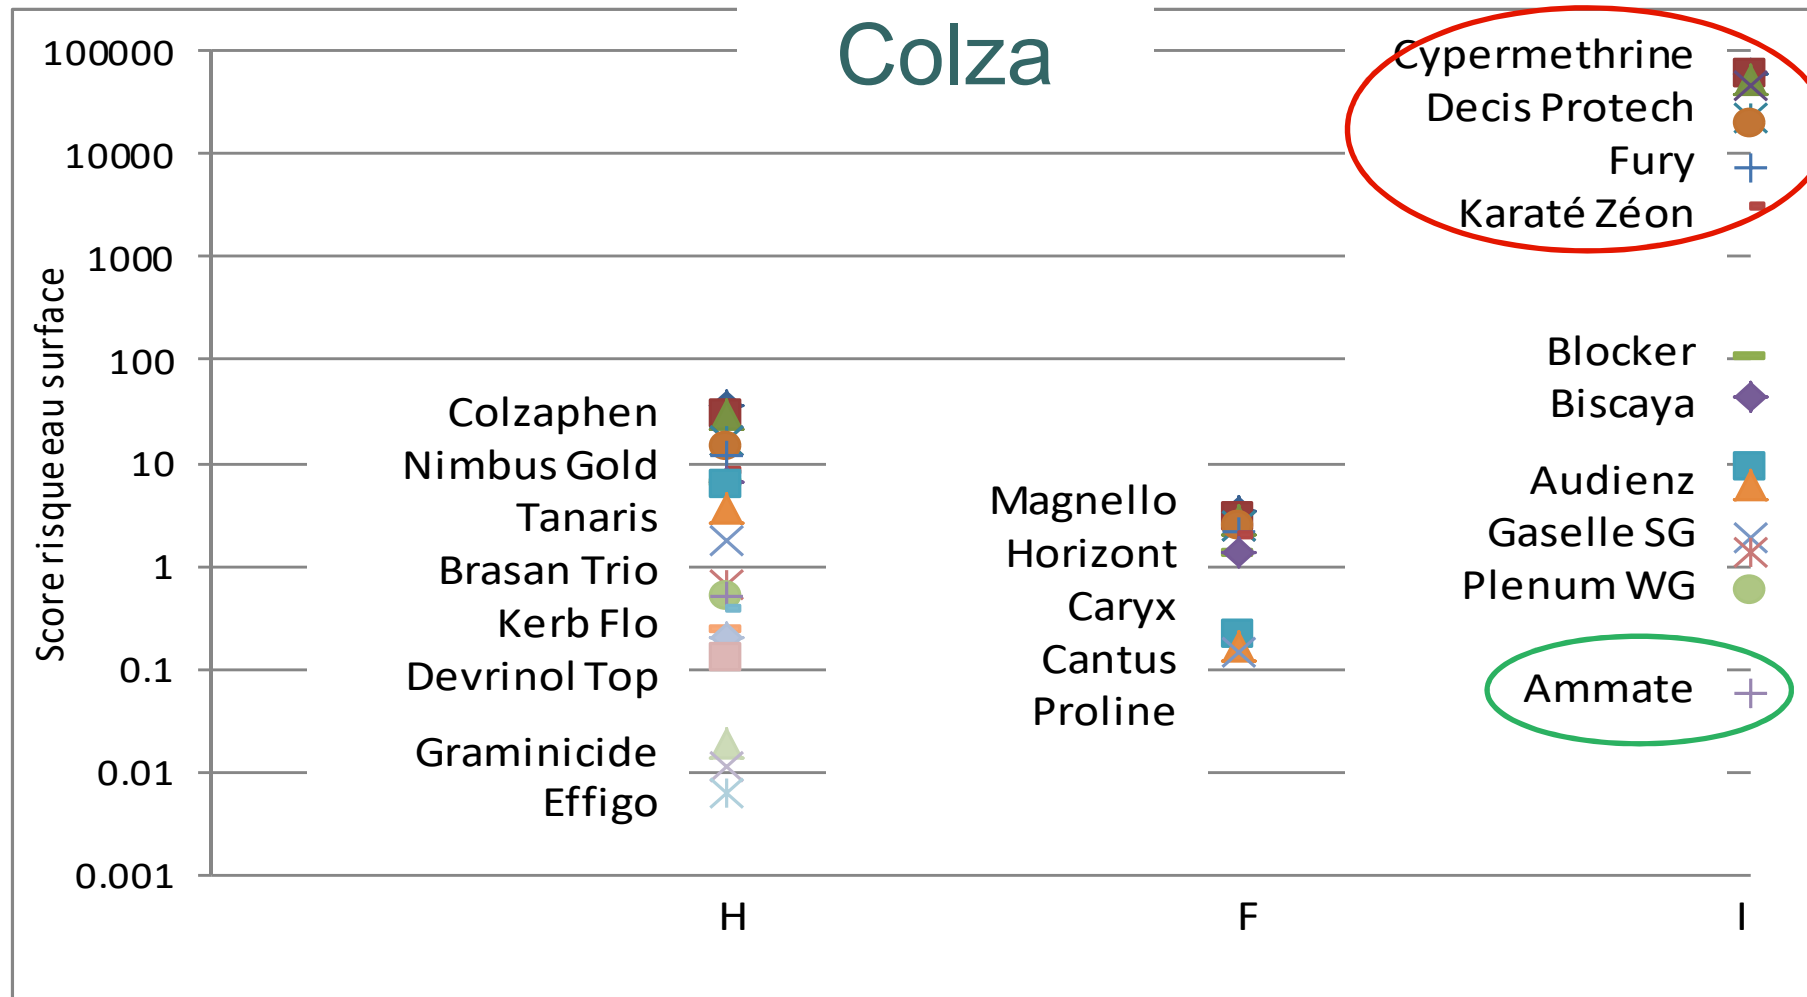 Colza
Score risque eau surface
100000
10000
1000
100
10
1
0.1
0.01
0.001
Colzaphen
Nimbus Gold
Tanaris
Brasan Trio
Kerb Flo
Devrinol Top
Graminicide
Effigo
Magnello
Horizont
Caryx
Cantus
Proline
Cypermethrine
Decis Protech
Fury
Karaté Zéon
Blocker
Biscaya
Audienz
Gaselle SG
Plenum WG
Ammate
H
F
I